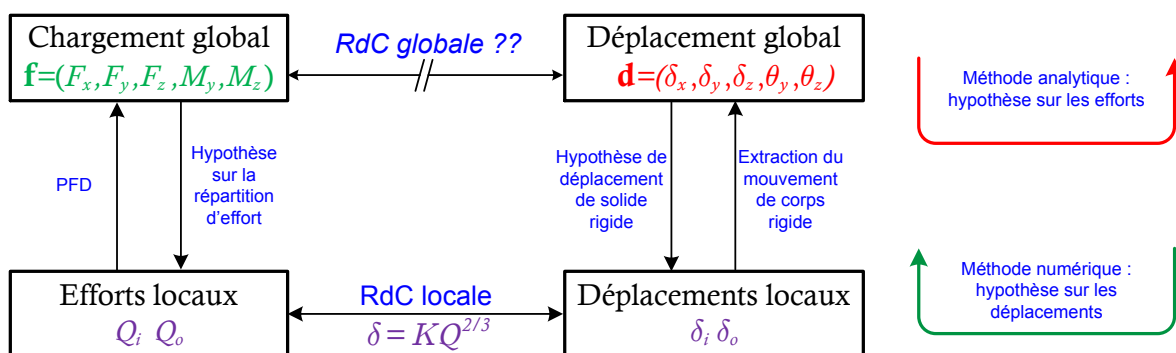 Chargement global
f=(Fx,Fy,Fz,My,Mz)
RdC globale ??
Déplacement global
d=(δx,δy,δz,θy,θz)
Méthode analytique :
hypothèse sur les efforts
PFD
Hypothèse
sur la
répartition
d’effort
Hypothèse de
déplacement
de solide
rigide
Extraction du
mouvement
de corps
rigide
Efforts locaux
Qi Qo
RdC locale
δ = KQ^2/3
Déplacements locaux
δi δo
Méthode numérique :
hypothèse sur les
déplacements